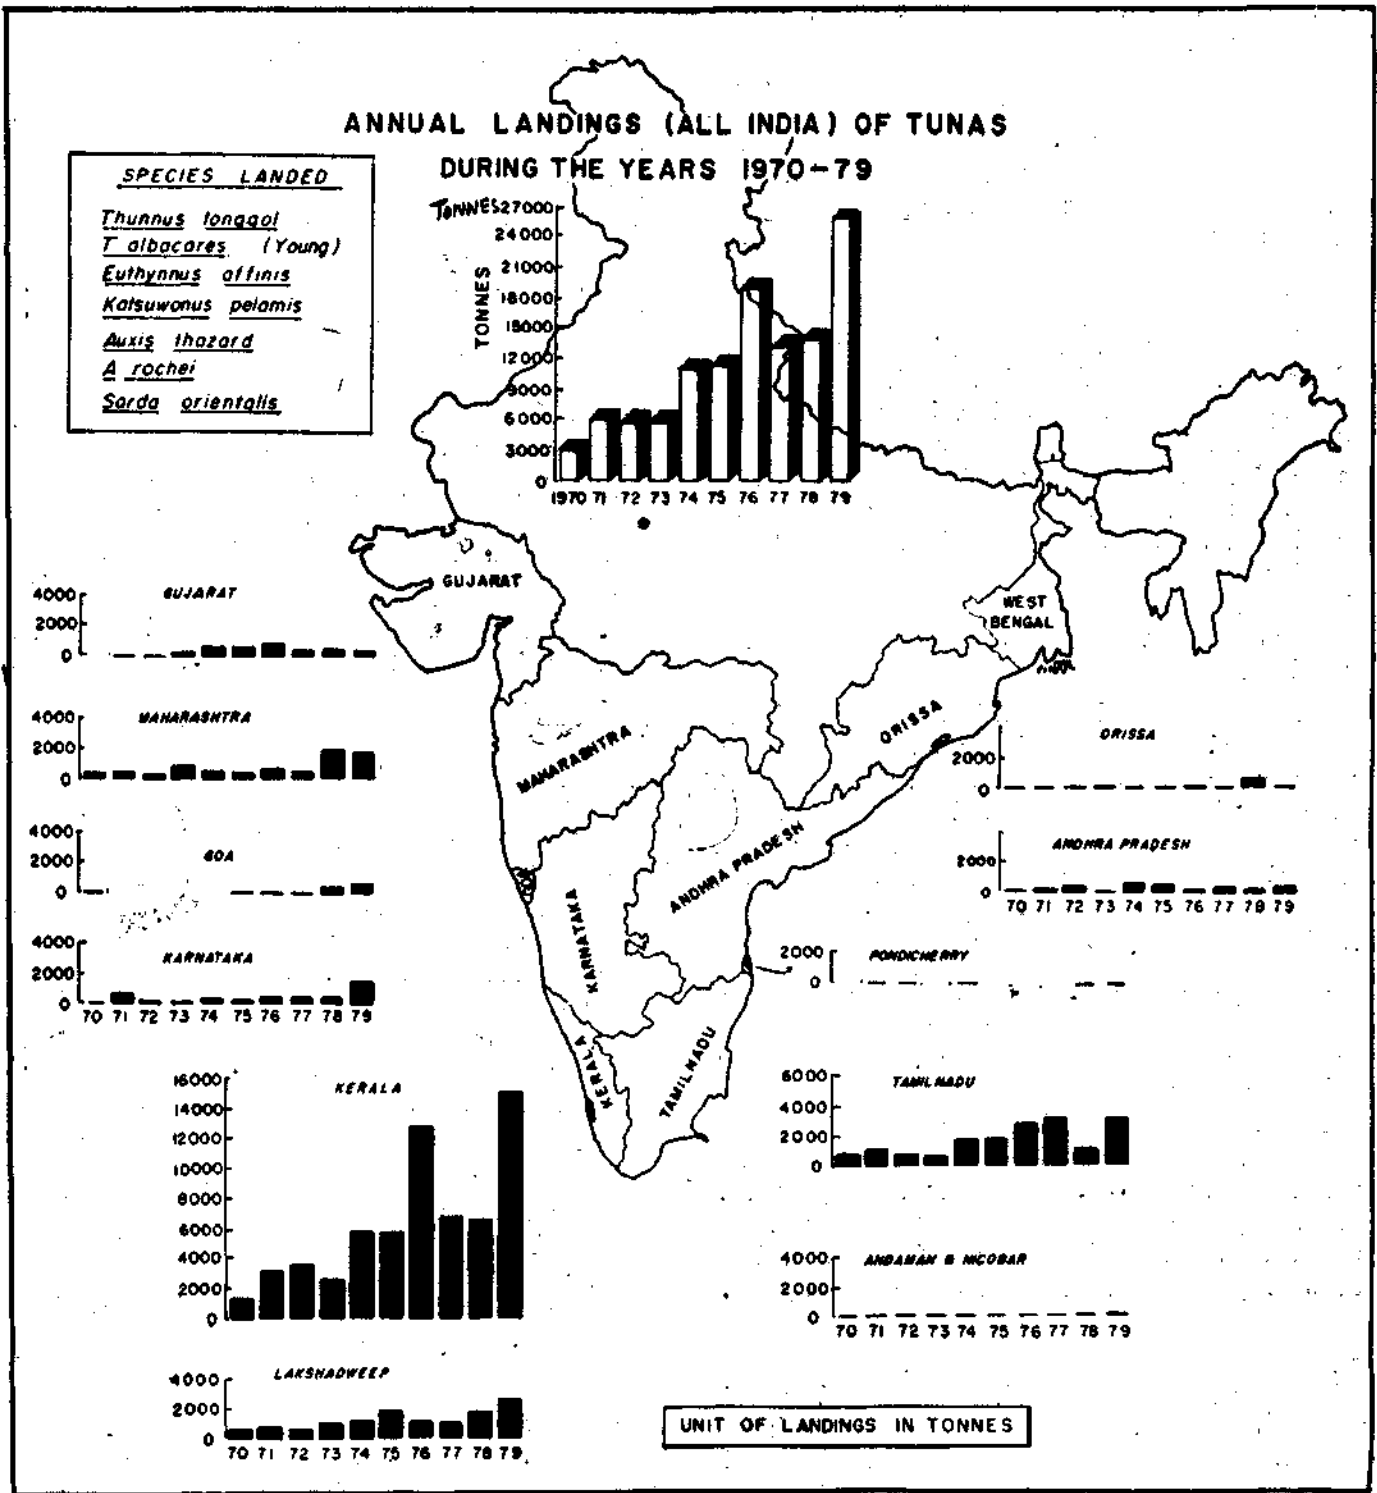 ANNUAL LANDINGS (ALL INDIA) OF TUNAS
DURING THE YEARS 1970-79
SPECIES LANDED
Thunnus tonggol
T albacares (Young)
Euthynnus affinis
Katsuwonus pelamis
Auxis thazard
A rochei
Sarda orientalis
TONNES
TONNES
27000
24000
21000
18000
15000
12000
9000
6000
3000
0
1970 71 72 73 74 75 76 77 78 79
GUJARAT
WEST
BENGAL
MAHARASHTRA
ORISSA
ANDHRA PRADESH
KARNATAKA
KERALA
TAMILNADU
GUJARAT
4000
2000
0
MAHARASHTRA
4000
2000
0
GOA
4000
2000
0
KARNATAKA
4000
2000
0
70 71 72 73 74 75 76 77 78 79
KERALA
16000
14000
12000
10000
8000
6000
4000
2000
0
LAKSHADWEEP
4000
2000
0
70 71 72 73 74 75 76 77 78 79
ORISSA
2000
0
ANDHRA PRADESH
2000
0
70 71 72 73 74 75 76 77 78 79
PONDICHERRY
2000
0
TAMILNADU
6000
4000
2000
0
ANDAMAN & NICOBAR
4000
2000
0
70 71 72 73 74 75 76 77 78 79
UNIT OF LANDINGS IN TONNES